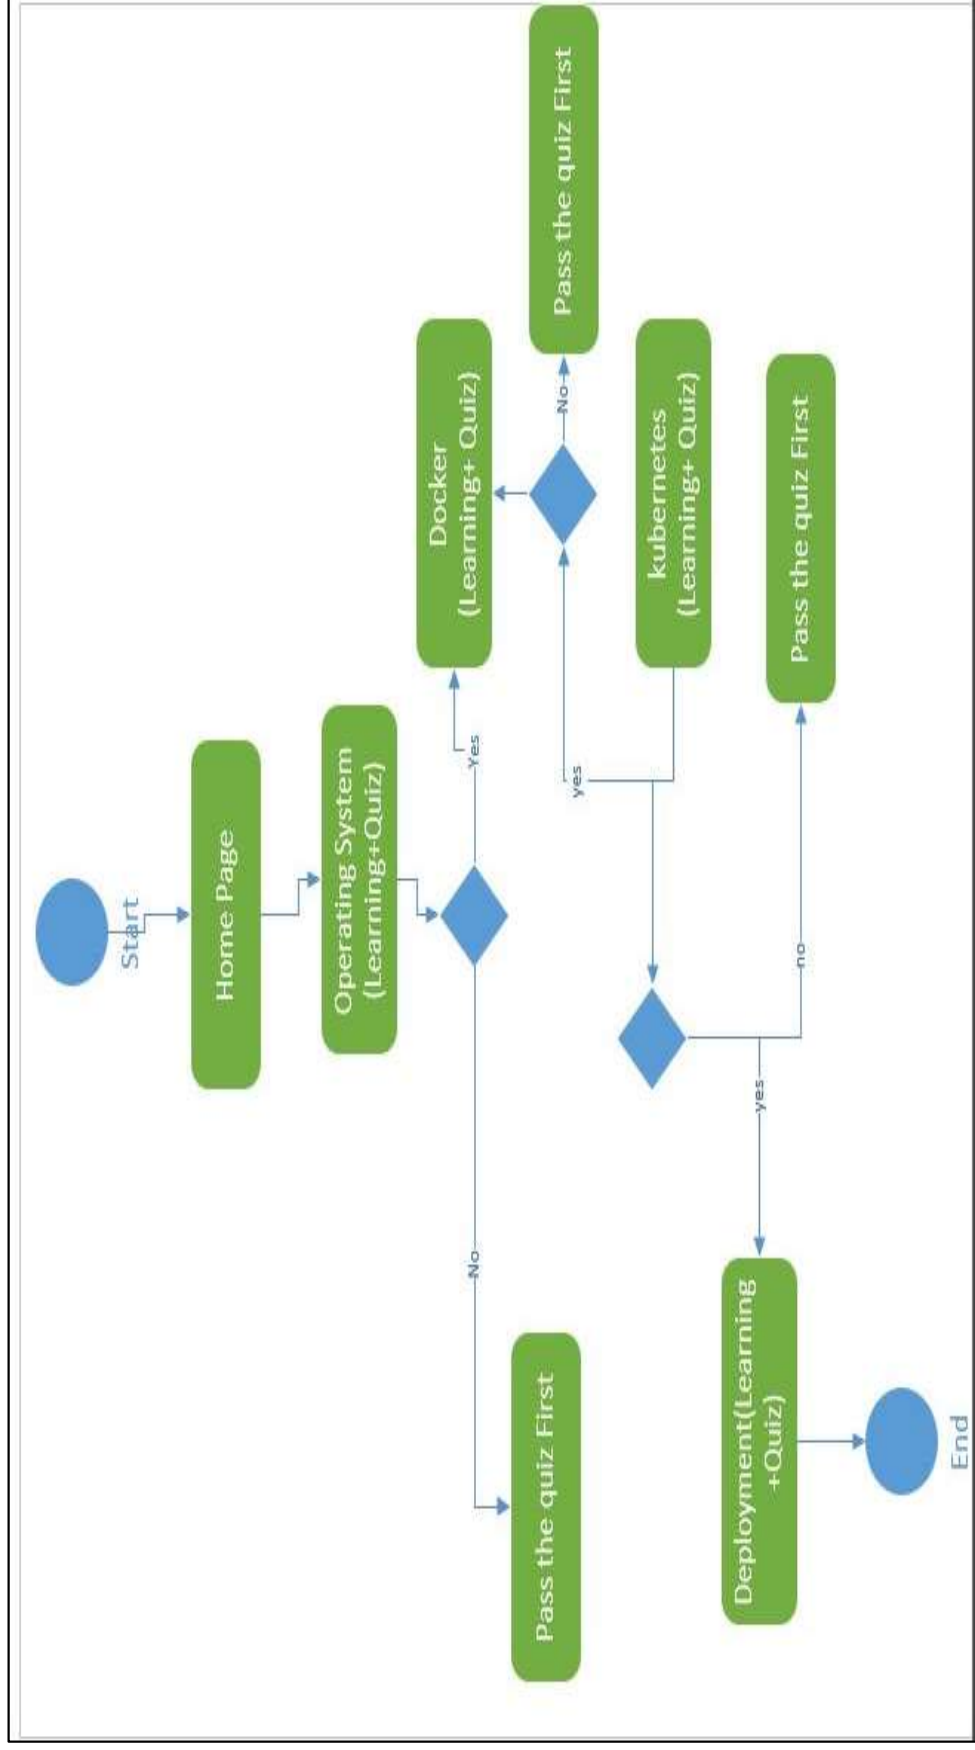 Start
Home Page
Operating System
(Learning+Quiz)
Yes
No
Docker
(Learning+ Quiz)
Pass the quiz First
No
Pass the quiz First
yes
kubernetes
(Learning+ Quiz)
yes
no
Pass the quiz First
Deployment(Learning
+Quiz)
End